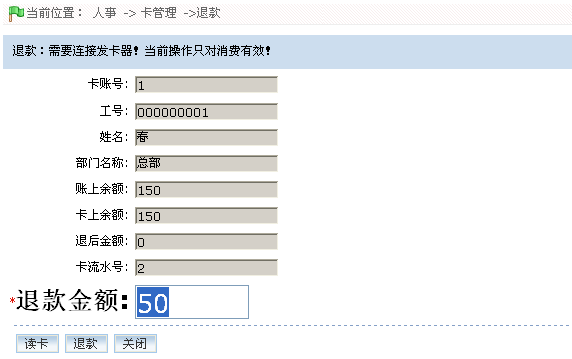 当前位置： 人事 -> 卡管理 ->退款
退款：需要连接发卡器！当前操作只对消费有效！
卡账号： 1
工号： 000000001
姓名： 春
部门名称： 总部
账上余额： 150
卡上余额： 150
退后金额： 0
卡流水号： 2
*退款金额： 50
读卡 退款 关闭